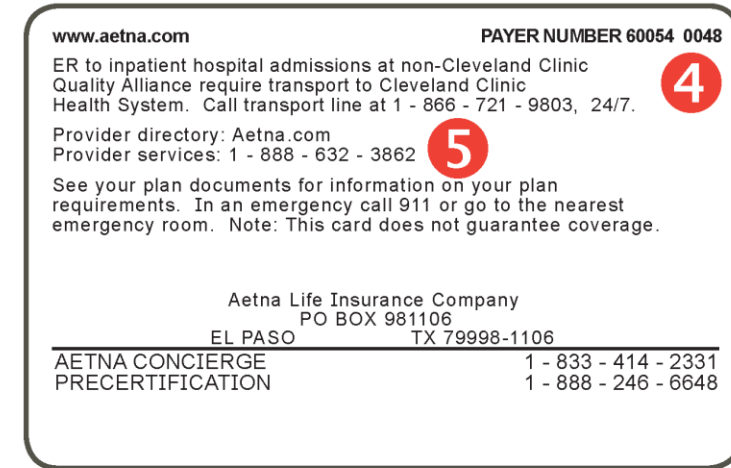 www.aetna.com PAYER NUMBER 60054 0048
ER to inpatient hospital admissions at non-Cleveland Clinic
Quality Alliance require transport to Cleveland Clinic
Health System. Call transport line at 1 - 866 - 721 - 9803, 24/7.
4
Provider directory: Aetna.com
Provider services: 1 - 888 - 632 - 3862
5
See your plan documents for information on your plan
requirements. In an emergency call 911 or go to the nearest
emergency room. Note: This card does not guarantee coverage.
Aetna Life Insurance Company
PO BOX 981106
EL PASO TX 79998-1106
AETNA CONCIERGE 1 - 833 - 414 - 2331
PRECERTIFICATION 1 - 888 - 246 - 6648